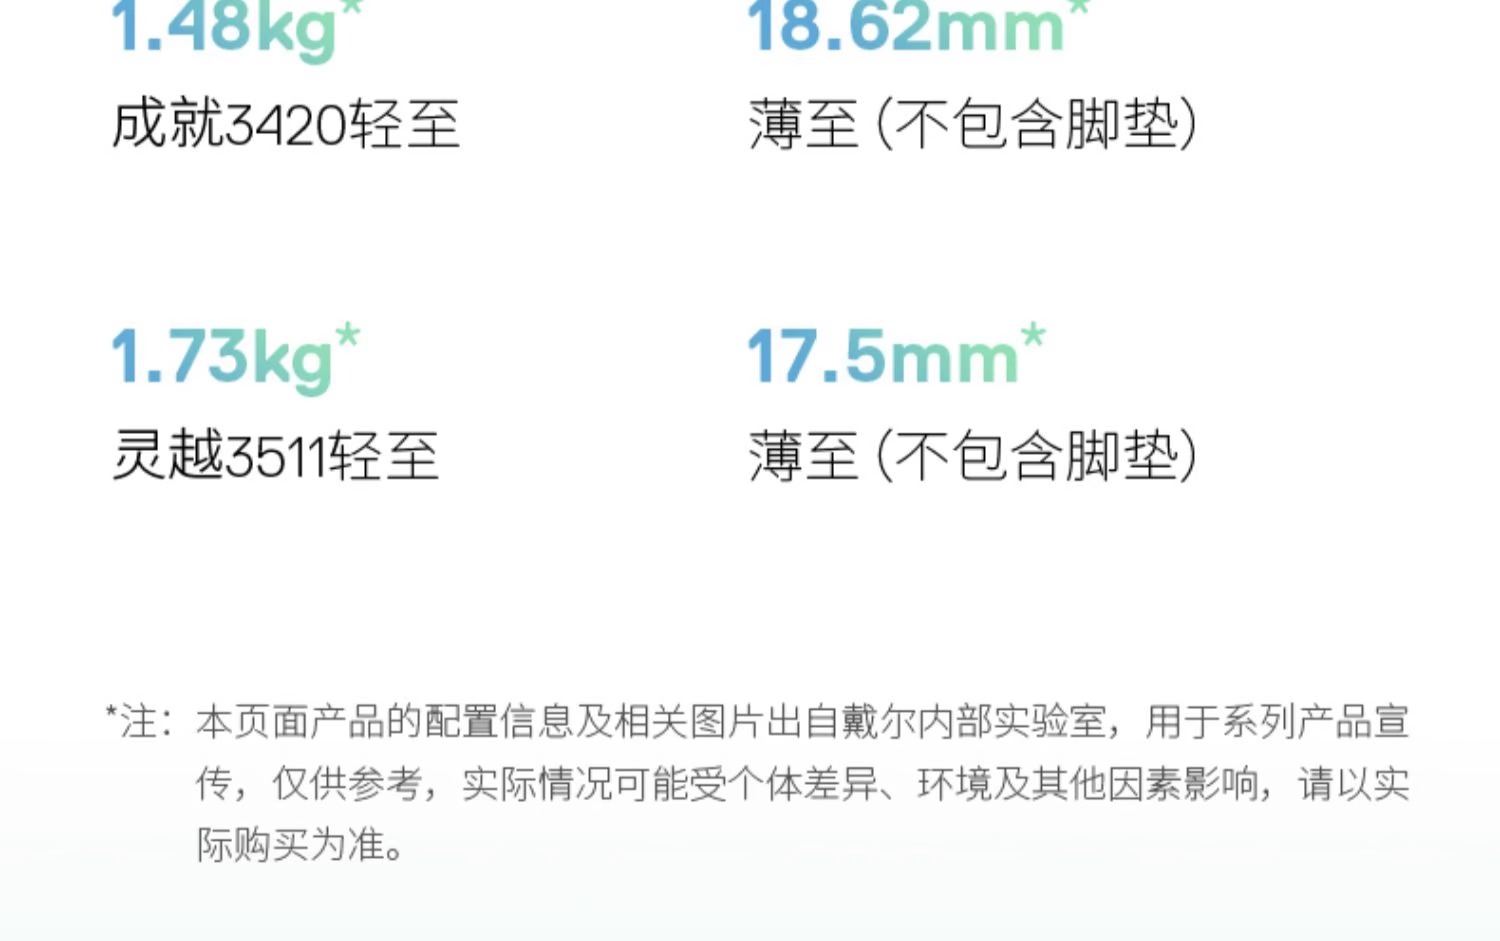 1.48kg*
18.62mm*
成就3420轻至
薄至 (不包含脚垫)
1.73kg*
17.5mm*
灵越3511轻至
薄至 (不包含脚垫)
*注：本页面产品的配置信息及相关图片出自戴尔内部实验室，用于系列产品宣
传，仅供参考，实际情况可能受个体差异、环境及其他因素影响，请以实
际购买为准。